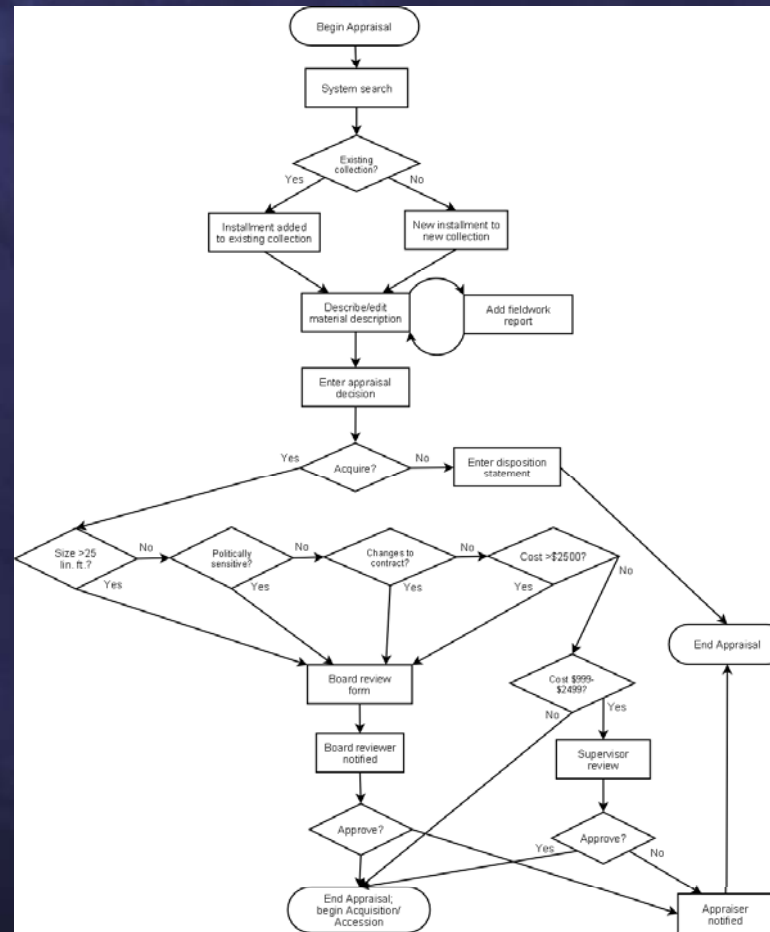 Begin Appraisal
System search
Existing
collection?
Yes
No
Installment added
to existing collection
New installment to
new collection
Describe/edit
material description
Add fieldwork
report
Enter appraisal
decision
Yes
Acquire?
No
Enter disposition
statement
Size >25
lin. ft.?
No
Politically
sensitive?
No
Changes to
contract?
No
Cost >$2500?
No
Yes
Yes
Yes
Yes
End Appraisal
Board review
form
Cost $999-
$2499?
No
Yes
Board reviewer
notified
Supervisor
review
Approve?
Approve?
Yes
No
End Appraisal;
begin Acquisition/
Accession
Appraiser
notified